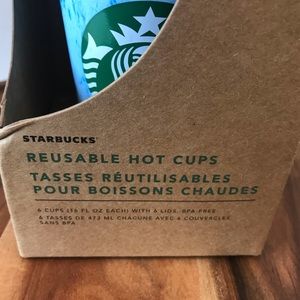 STARBUCKS
REUSABLE HOT CUPS
TASSES RÉUTILISABLES
POUR BOISSONS CHAUDES
6 CUPS (16 FL OZ EACH) WITH 6 LIDS. BPA-FREE
6 TASSES DE 473 ML CHACUNE AVEC 6 COUVERCLES
SANS BPA